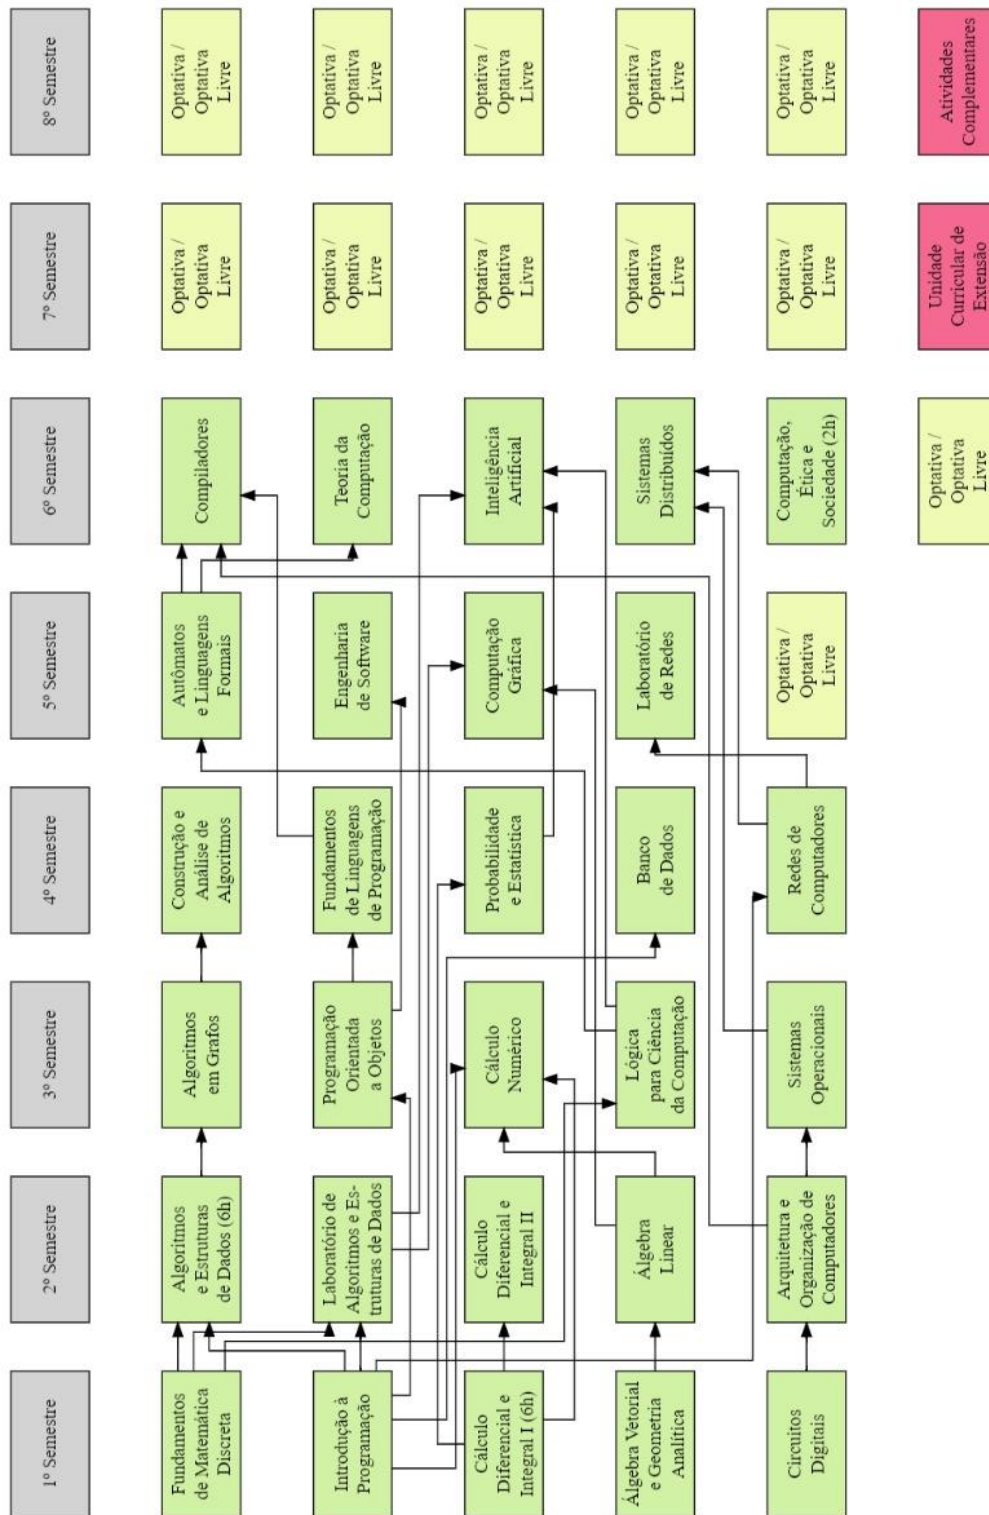 1º Semestre
Fundamentos
de Matemática
Discreta
Introdução à
Programação
Cálculo
Diferencial e
Integral I (6h)
Álgebra Vetorial
e Geometria
Analítica
Circuitos
Digitais
2º Semestre
Algoritmos
e Estruturas
de Dados (6h)
Laboratório de
Algoritmos e Es-
truturas de Dados
Cálculo
Diferencial e
Integral II
Álgebra
Linear
Arquitetura e
Organização de
Computadores
3º Semestre
Algoritmos
em Grafos
Programação
Orientada
a Objetos
Cálculo
Numérico
Lógica
para Ciência
da Computação
Sistemas
Operacionais
4º Semestre
Construção e
Análise de
Algoritmos
Fundamentos
de Linguagens
de Programação
Probabilidade
e Estatística
Banco
de Dados
Redes de
Computadores
5º Semestre
Autômatos
e Linguagens
Formais
Engenharia
de Software
Computação
Gráfica
Laboratório
de Redes
Optativa /
Optativa
Livre
6º Semestre
Compiladores
Teoria da
Computação
Inteligência
Artificial
Sistemas
Distribuídos
Computação,
Ética e
Sociedade (2h)
Optativa /
Optativa
Livre
7º Semestre
Optativa /
Optativa
Livre
Optativa /
Optativa
Livre
Optativa /
Optativa
Livre
Optativa /
Optativa
Livre
Optativa /
Optativa
Livre
Unidade
Curricular de
Extensão
8º Semestre
Optativa /
Optativa
Livre
Optativa /
Optativa
Livre
Optativa /
Optativa
Livre
Optativa /
Optativa
Livre
Optativa /
Optativa
Livre
Atividades
Complementares